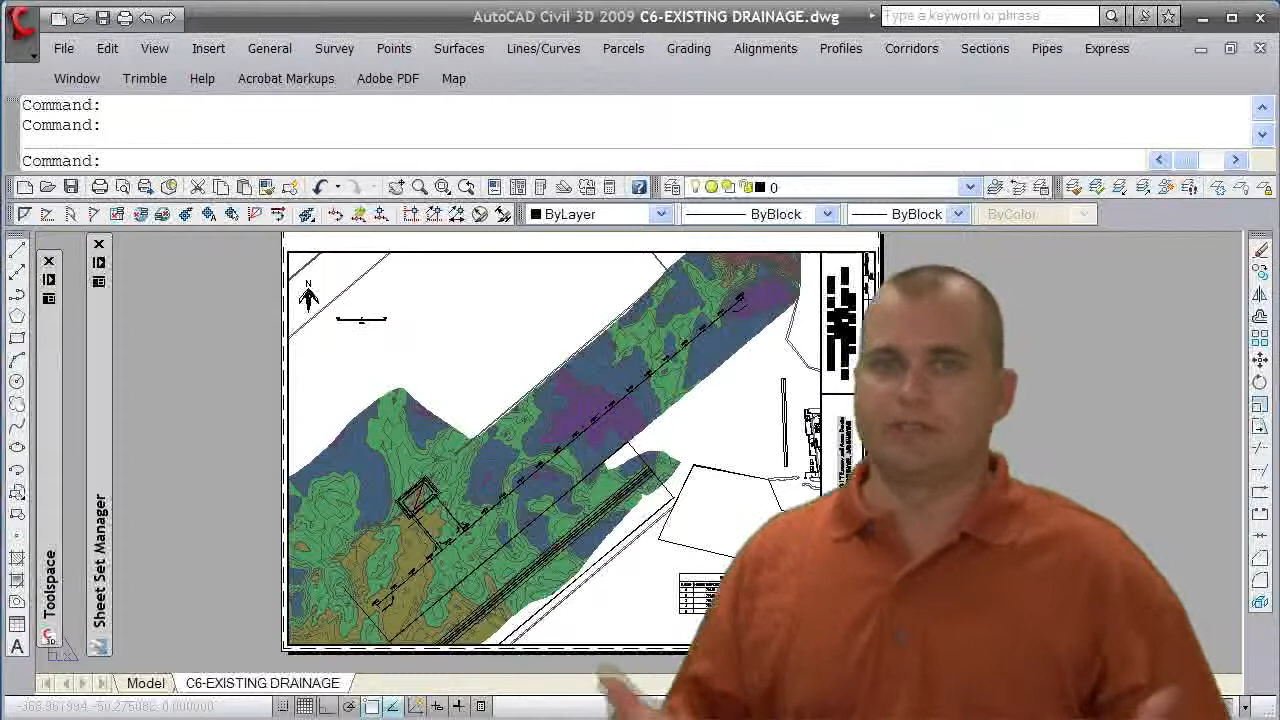 AutoCAD Civil 3D 2009 C6-EXISTING DRAINAGE.dwg
Type a keyword or phrase
File Edit View Insert General Survey Points Surfaces Lines/Curves Parcels Grading Alignments Profiles Corridors Sections Pipes Express
Window Trimble Help Acrobat Markups Adobe PDF Map
Command:
Command:
Command:
0
ByLayer ByBlock ByBlock ByColor
N
Toolspace
Sheet Set Manager
Model C6-EXISTING DRAINAGE